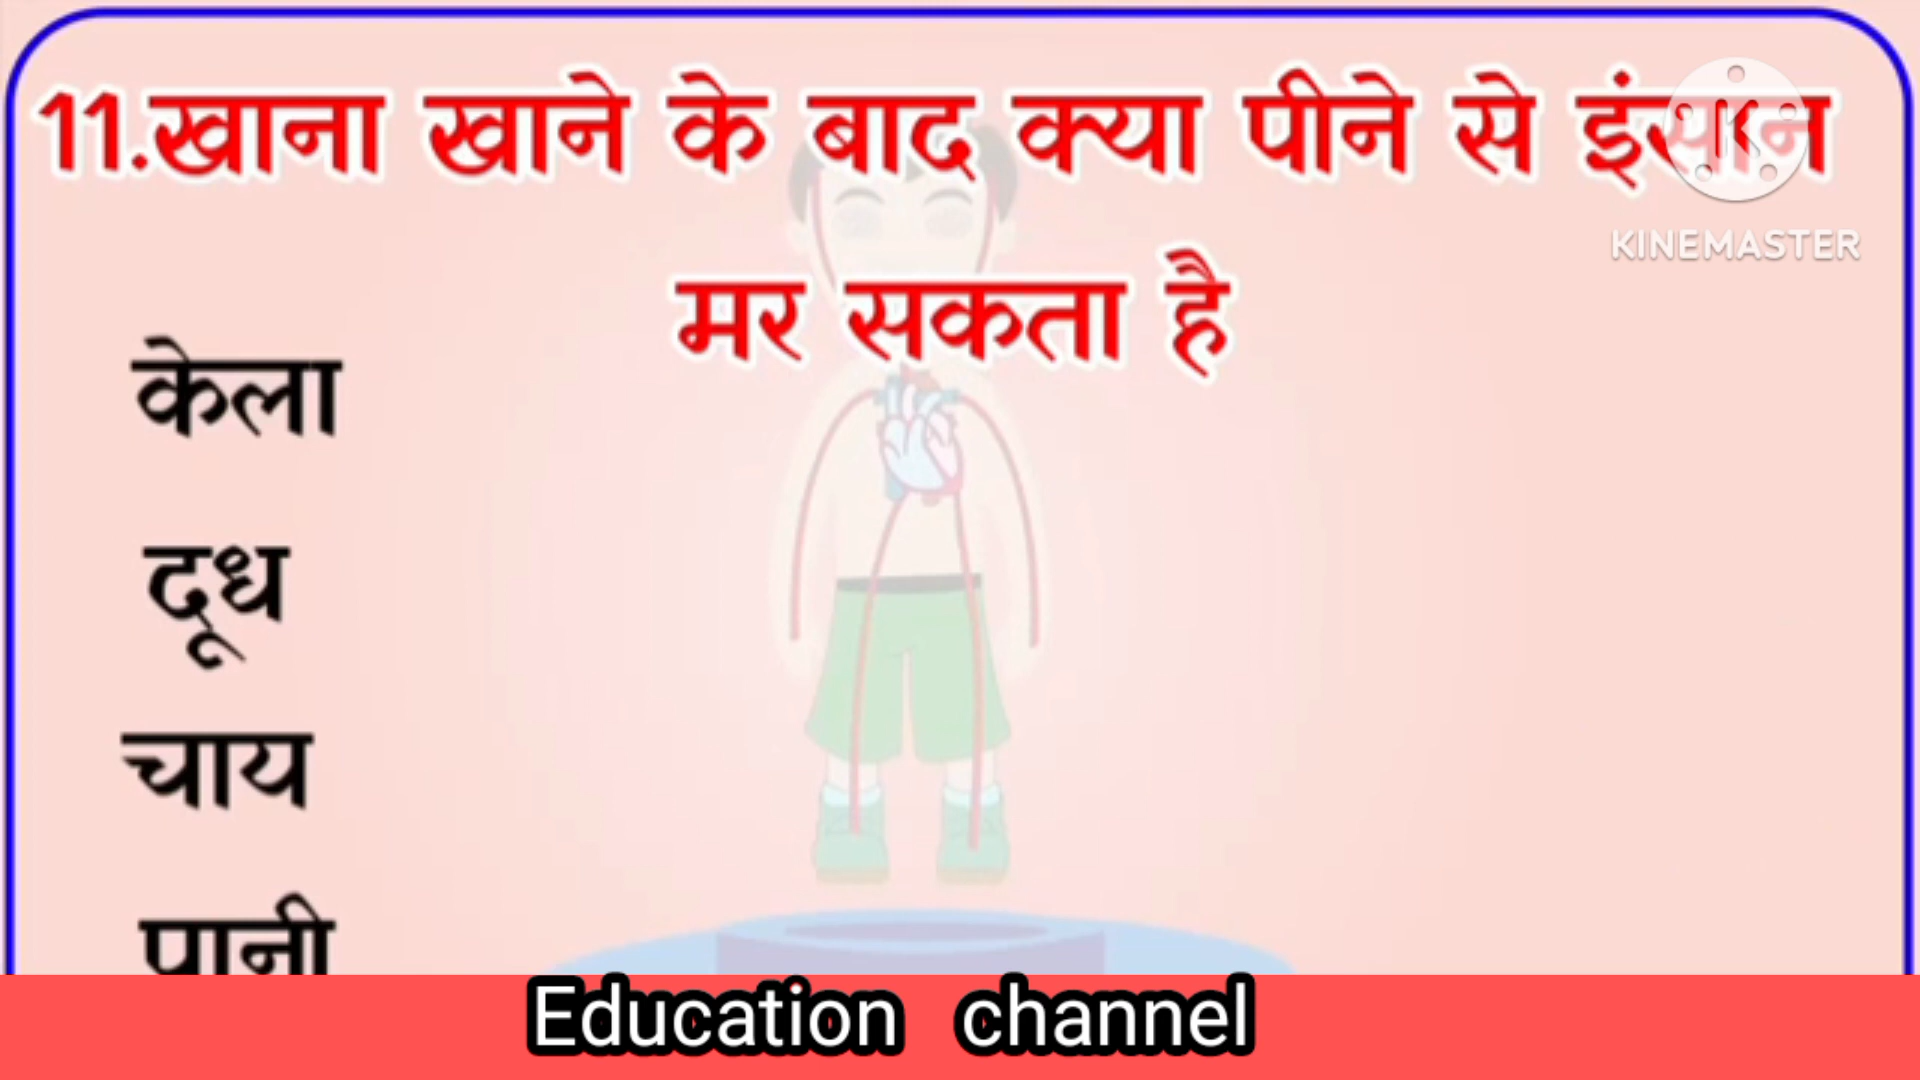 11.खाना खाने के बाद क्या पीने से इंसान
KINEMASTER
मर सकता है
केला
दूध
चाय
पानी
Education channel